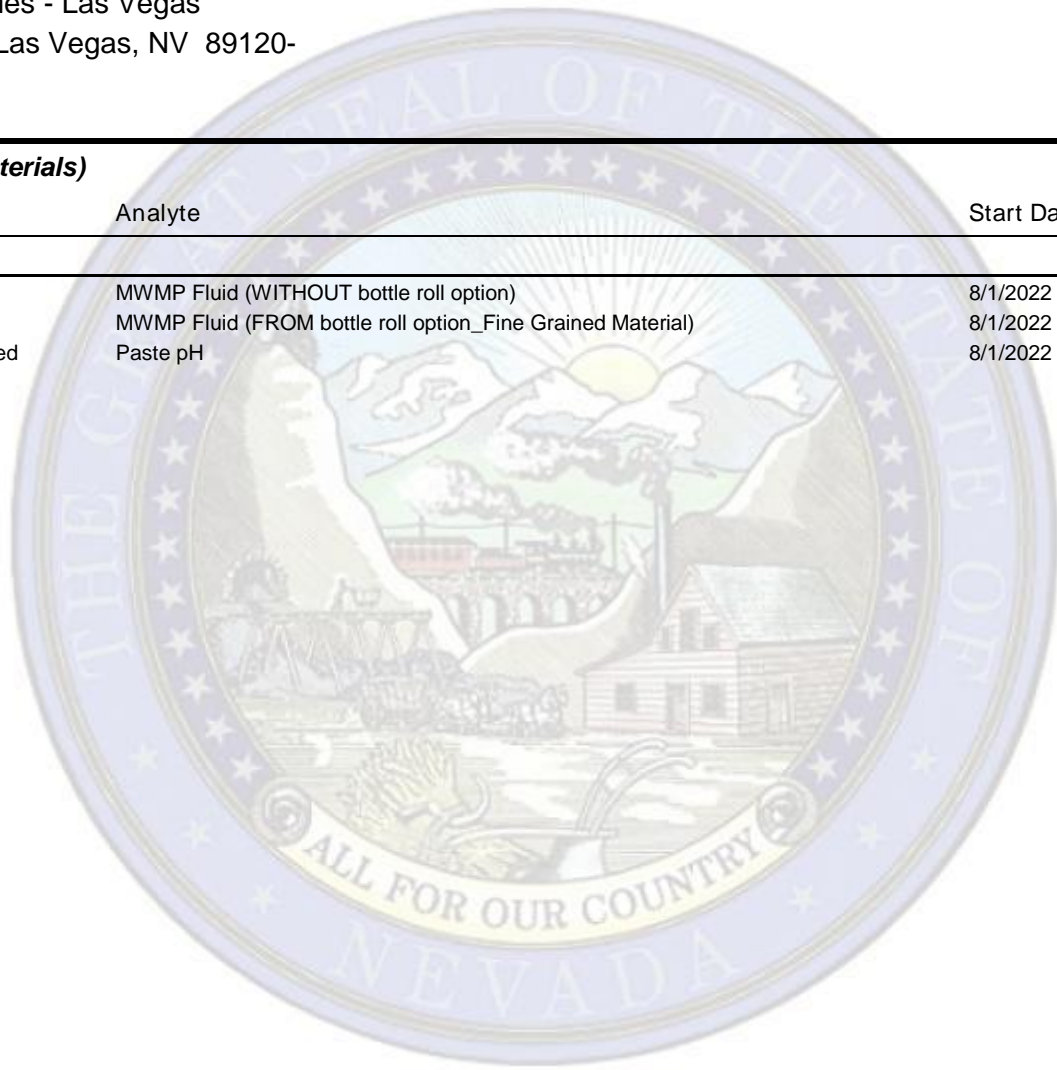 es - Las Vegas
Las Vegas, NV 89120-
terials)
Analyte Start Da
MWMP Fluid (WITHOUT bottle roll option) 8/1/2022
MWMP Fluid (FROM bottle roll option_Fine Grained Material) 8/1/2022
ed Paste pH 8/1/2022
THE GREAT SEAL OF THE STATE OF
NEVADA
ALL FOR OUR COUNTRY